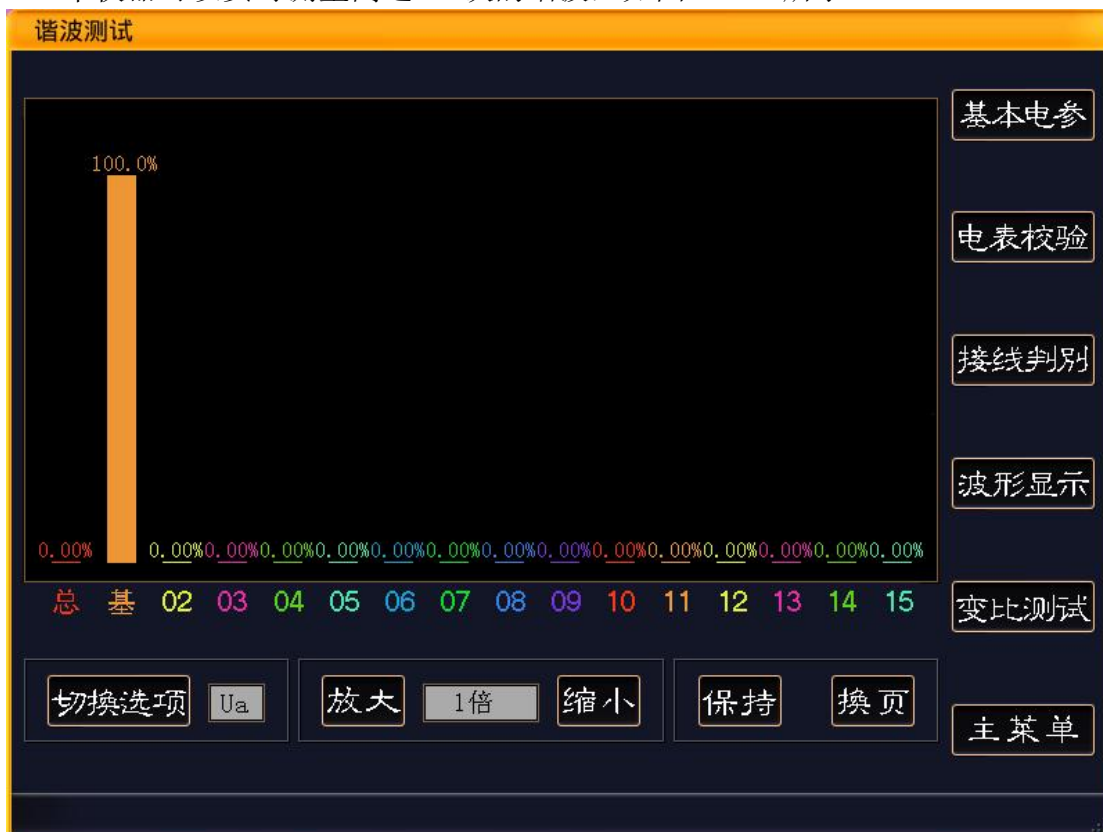 谐波测试
基本电参
100.0%
电表校验
接线判别
波形显示
0.00% 0.00% 0.00% 0.00% 0.00% 0.00% 0.00% 0.00% 0.00% 0.00% 0.00% 0.00% 0.00% 0.00% 0.00%
总 基 02 03 04 05 06 07 08 09 10 11 12 13 14 15
变比测试
切换选项 Ua 放大 1倍 缩小 保持 换页
主菜单